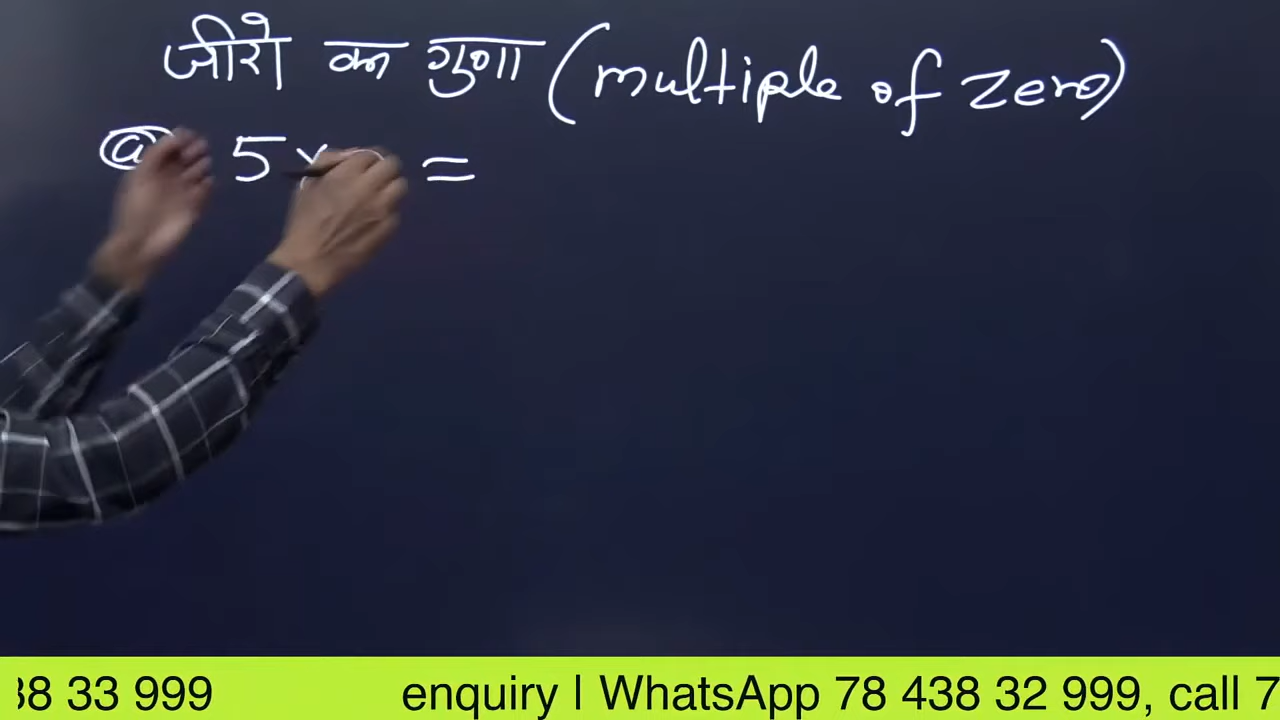 जीरो का गुणा (multiple of zero)
@ 5 × =
38 33 999 enquiry I WhatsApp 78 438 32 999, call 7